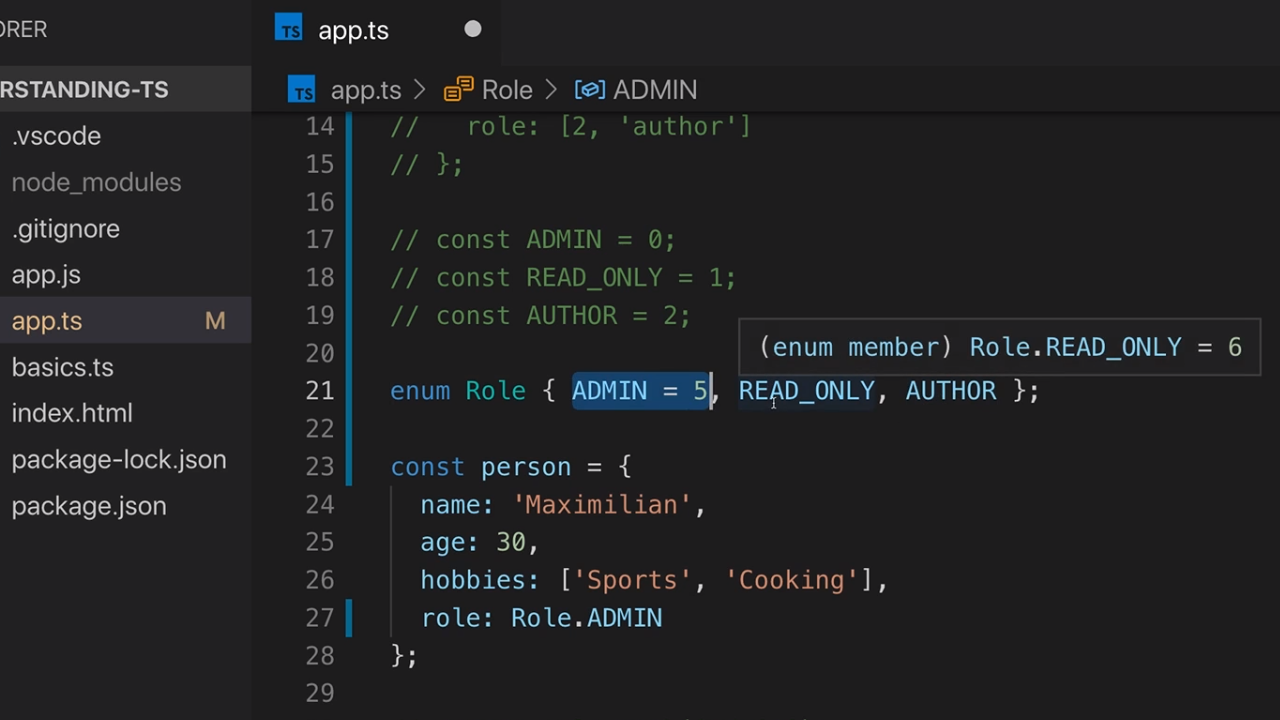 ORER
TS app.ts
RSTANDING-TS
TS app.ts > Role > ADMIN
.vscode
node_modules
.gitignore
app.js
app.ts M
basics.ts
index.html
package-lock.json
package.json
14 // role: [2, 'author']
15 // };
16
17 // const ADMIN = 0;
18 // const READ_ONLY = 1;
19 // const AUTHOR = 2;
20
(enum member) Role.READ_ONLY = 6
21 enum Role { ADMIN = 5, READ_ONLY, AUTHOR };
22
23 const person = {
24 name: 'Maximilian',
25 age: 30,
26 hobbies: ['Sports', 'Cooking'],
27 role: Role.ADMIN
28 };
29